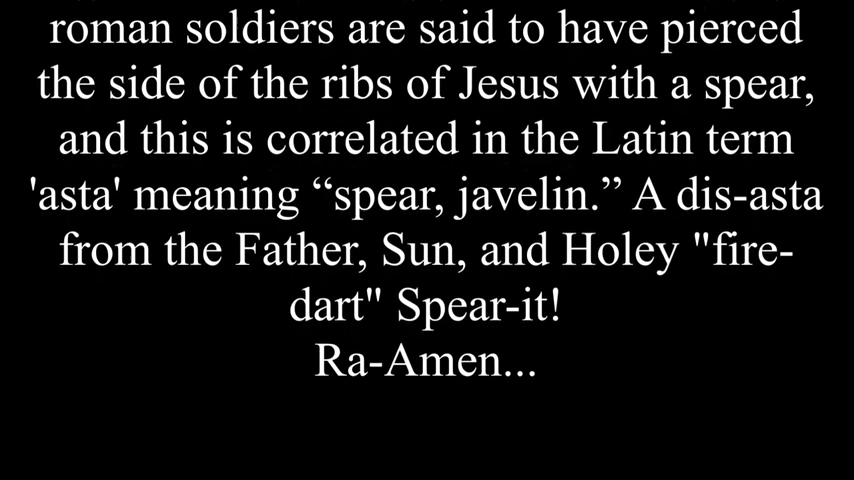 roman soldiers are said to have pierced
the side of the ribs of Jesus with a spear,
and this is correlated in the Latin term
'asta' meaning “spear, javelin.” A dis-asta
from the Father, Sun, and Holey "fire-
dart" Spear-it!
Ra-Amen...